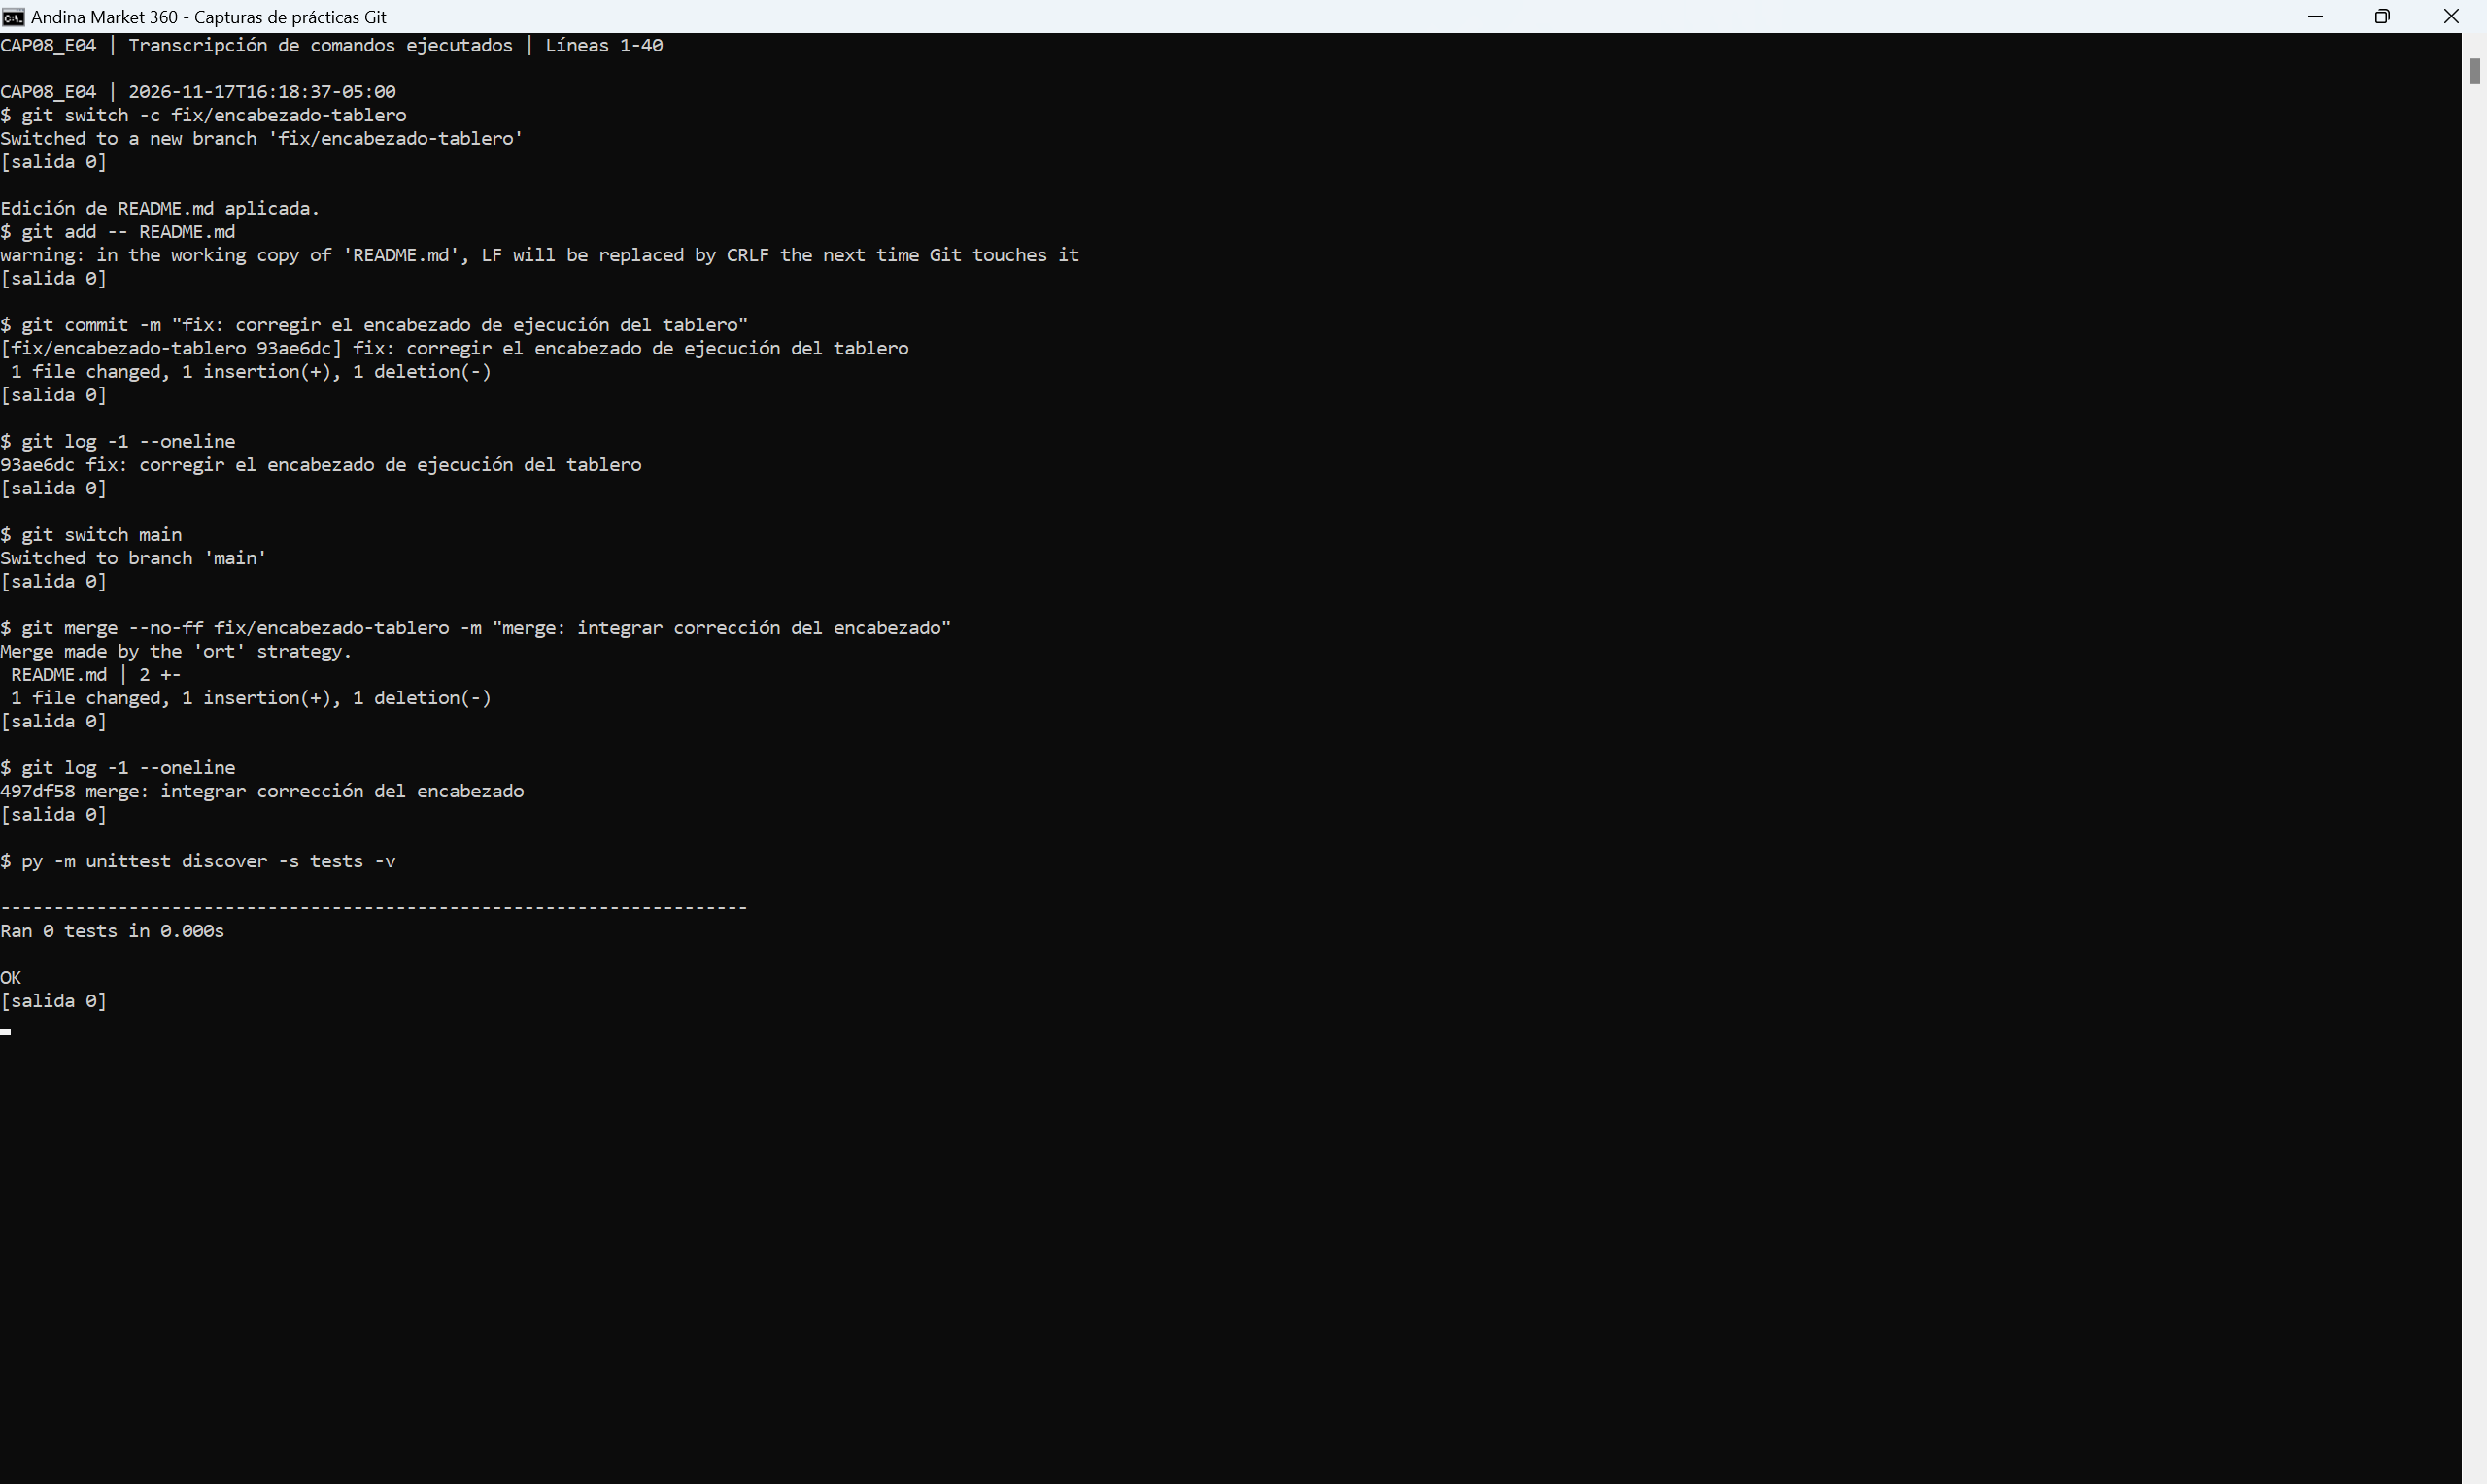 Andina Market 360 - Capturas de prácticas Git
CAP08_E04 | Transcripción de comandos ejecutados | Líneas 1-40
CAP08_E04 | 2026-11-17T16:18:37-05:00
$ git switch -c fix/encabezado-tablero
Switched to a new branch 'fix/encabezado-tablero'
[salida 0]
Edición de README.md aplicada.
$ git add -- README.md
warning: in the working copy of 'README.md', LF will be replaced by CRLF the next time Git touches it
[salida 0]
$ git commit -m "fix: corregir el encabezado de ejecución del tablero"
[fix/encabezado-tablero 93ae6dc] fix: corregir el encabezado de ejecución del tablero
 1 file changed, 1 insertion(+), 1 deletion(-)
[salida 0]
$ git log -1 --oneline
93ae6dc fix: corregir el encabezado de ejecución del tablero
[salida 0]
$ git switch main
Switched to branch 'main'
[salida 0]
$ git merge --no-ff fix/encabezado-tablero -m "merge: integrar corrección del encabezado"
Merge made by the 'ort' strategy.
 README.md | 2 +-
 1 file changed, 1 insertion(+), 1 deletion(-)
[salida 0]
$ git log -1 --oneline
497df58 merge: integrar corrección del encabezado
[salida 0]
$ py -m unittest discover -s tests -v
----------------------------------------------------------------------
Ran 0 tests in 0.000s
OK
[salida 0]